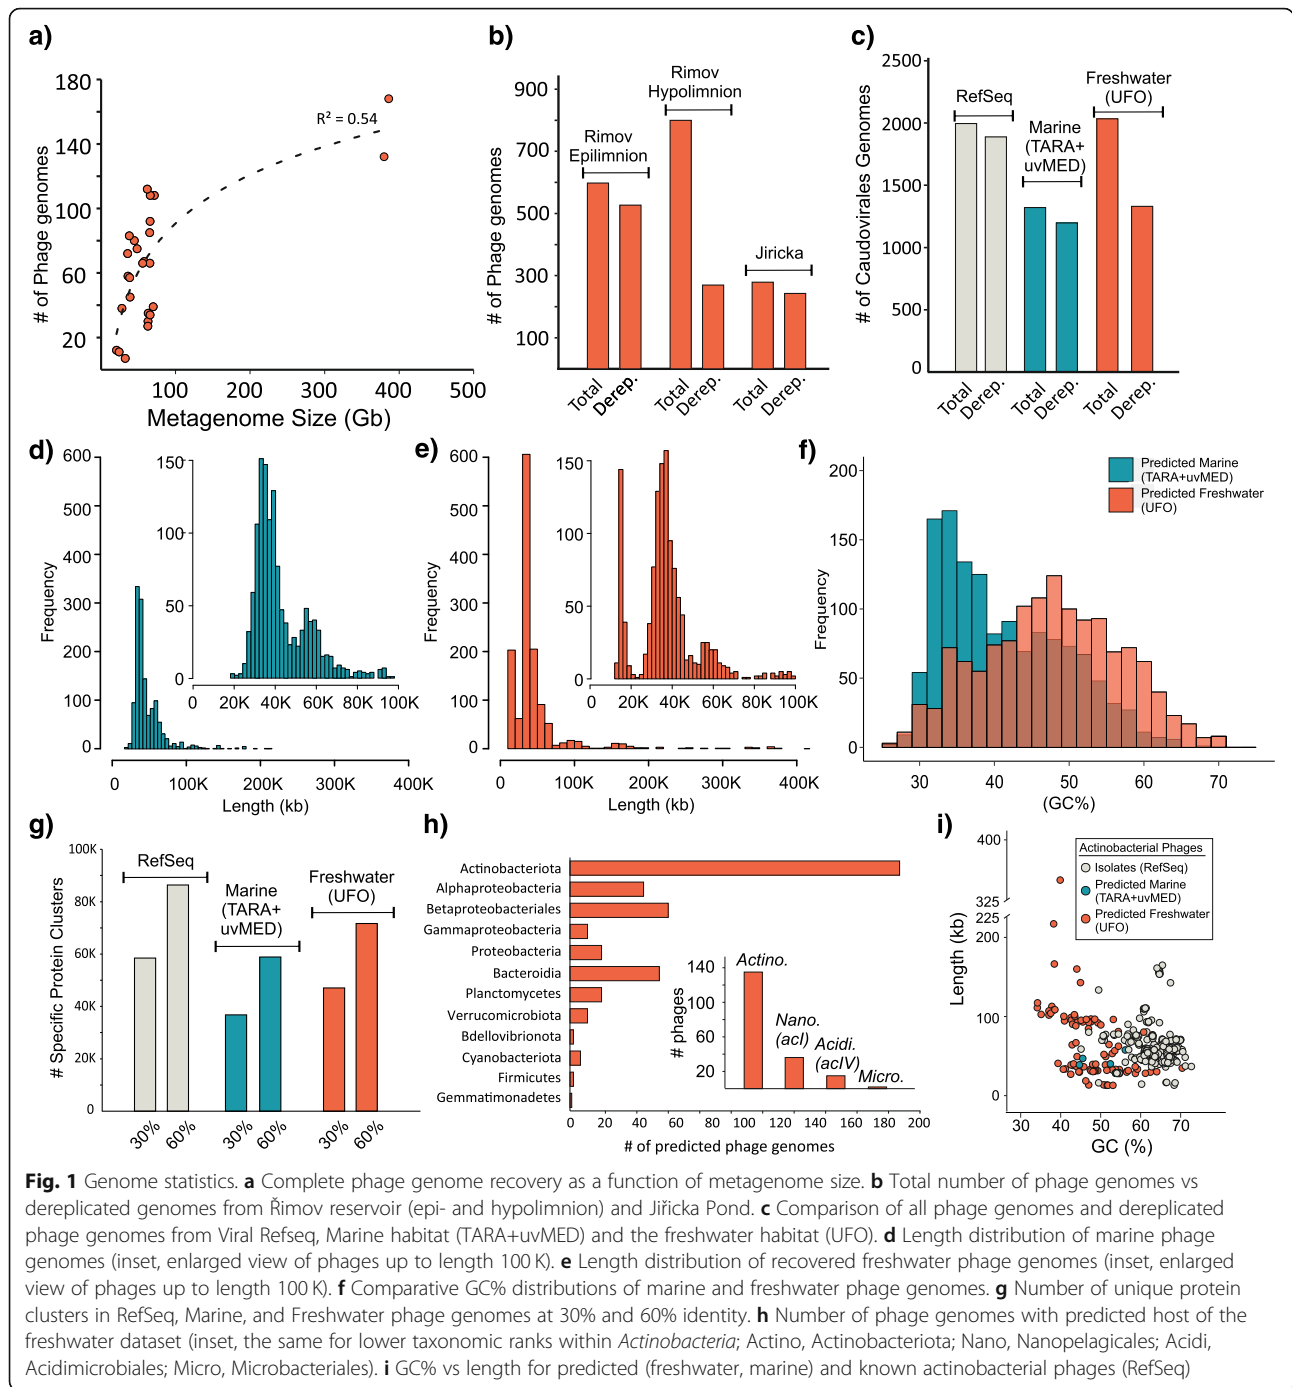 a)
180
140
100
60
20
# of Phage genomes
R² = 0.54
100 200 300 400 500
Metagenome Size (Gb)
b)
900
700
500
300
100
# of Phage genomes
Rimov
Epilimnion
Rimov
Hypolimnion
Jiricka
Total Derep. Total Derep. Total Derep.
c)
2500
2000
1500
1000
500
0
# of Caudovirales Genomes
RefSeq
Marine
(TARA+
uvMED)
Freshwater
(UFO)
Total Derep. Total Derep. Total Derep.
d)
600
500
400
300
200
100
0
Frequency
150
100
50
0
0 20K 40K 60K 80K 100K
0 100K 200K 300K 400K
Length (kb)
e)
600
500
400
300
200
100
0
Frequency
150
100
50
0
0 20K 40K 60K 80K 100K
0 100K 200K 300K 400K
Length (kb)
f)
200
150
100
50
0
Frequency
Predicted Marine
(TARA+uvMED)
Predicted Freshwater
(UFO)
30 40 50 60 70
(GC%)
g)
100K
80K
60K
40K
20K
0
# Specific Protein Clusters
RefSeq
Marine
(TARA+
uvMED)
Freshwater
(UFO)
30% 60% 30% 60% 30% 60%
h)
Actinobacteriota
Alphaproteobacteria
Betaproteobacteriales
Gammaproteobacteria
Proteobacteria
Bacteroidia
Planctomycetes
Verrucomicrobiota
Bdellovibrionota
Cyanobacteriota
Firmicutes
Gemmatimonadetes
0 20 40 60 80 100 120 140 160 180 200
# of predicted phage genomes
140
100
60
20
# phages
Actino.
Nano.
(acI)
Acidi.
(acIV)
Micro.
i)
400
325
225
200
100
0
Length (kb)
Actinobacterial Phages
Isolates (RefSeq)
Predicted Marine
(TARA+uvMED)
Predicted Freshwater
(UFO)
30 40 50 60 70
GC (%)
Fig. 1 Genome statistics. a Complete phage genome recovery as a function of metagenome size. b Total number of phage genomes vs
dereplicated genomes from Řimov reservoir (epi- and hypolimnion) and Jiřicka Pond. c Comparison of all phage genomes and dereplicated
phage genomes from Viral Refseq, Marine habitat (TARA+uvMED) and the freshwater habitat (UFO). d Length distribution of marine phage
genomes (inset, enlarged view of phages up to length 100 K). e Length distribution of recovered freshwater phage genomes (inset, enlarged
view of phages up to length 100 K). f Comparative GC% distributions of marine and freshwater phage genomes. g Number of unique protein
clusters in RefSeq, Marine, and Freshwater phage genomes at 30% and 60% identity. h Number of phage genomes with predicted host of the
freshwater dataset (inset, the same for lower taxonomic ranks within Actinobacteria; Actino, Actinobacteriota; Nano, Nanopelagicales; Acidi,
Acidimicrobiales; Micro, Microbacteriales). i GC% vs length for predicted (freshwater, marine) and known actinobacterial phages (RefSeq)